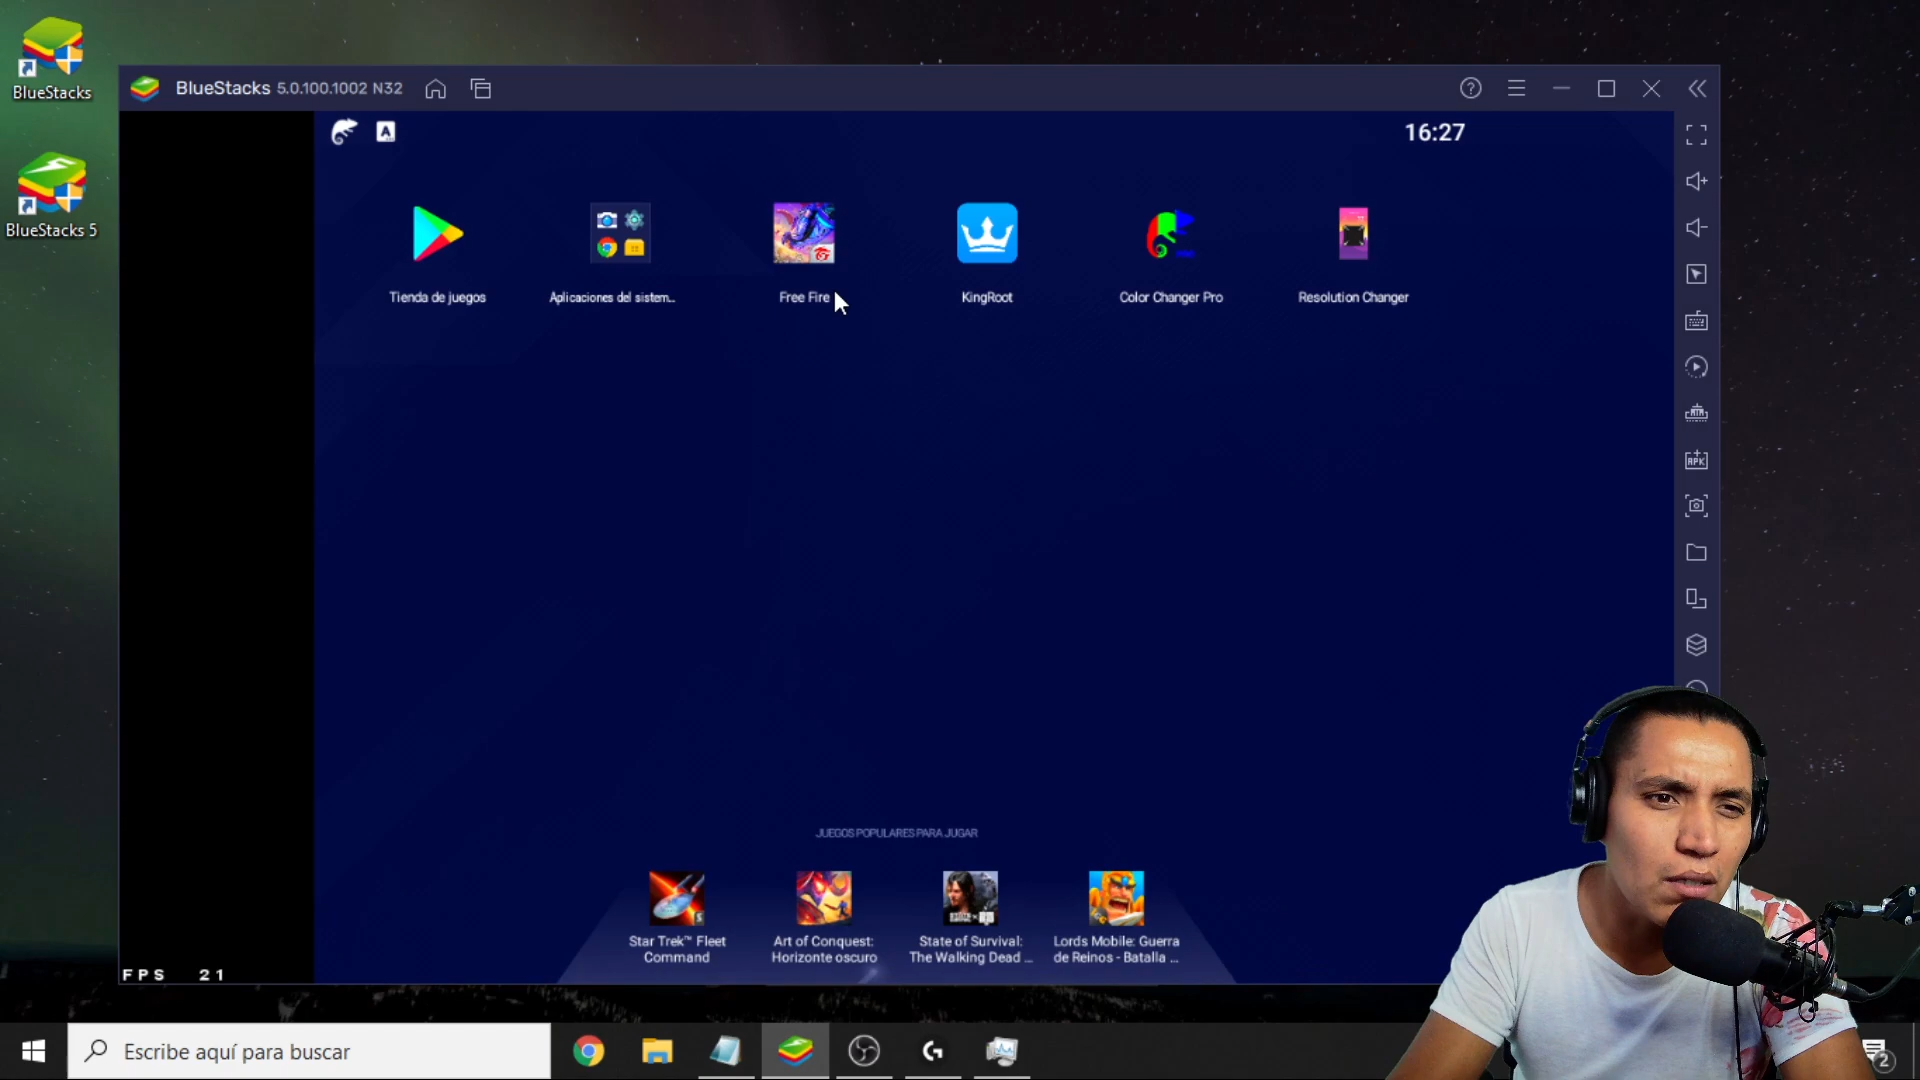 BlueStacks
BlueStacks 5
BlueStacks 5.0.100.1002 N32
A
16:27
Tienda de juegos
Aplicaciones del sistem...
Free Fire
KingRoot
Color Changer Pro
Resolution Changer
APK
JUEGOS POPULARES PARA JUGAR
Star Trek™ Fleet
Command
Art of Conquest:
Horizonte oscuro
State of Survival:
The Walking Dead ...
Lords Mobile: Guerra
de Reinos - Batalla ...
FPS 21
Escribe aquí para buscar
2